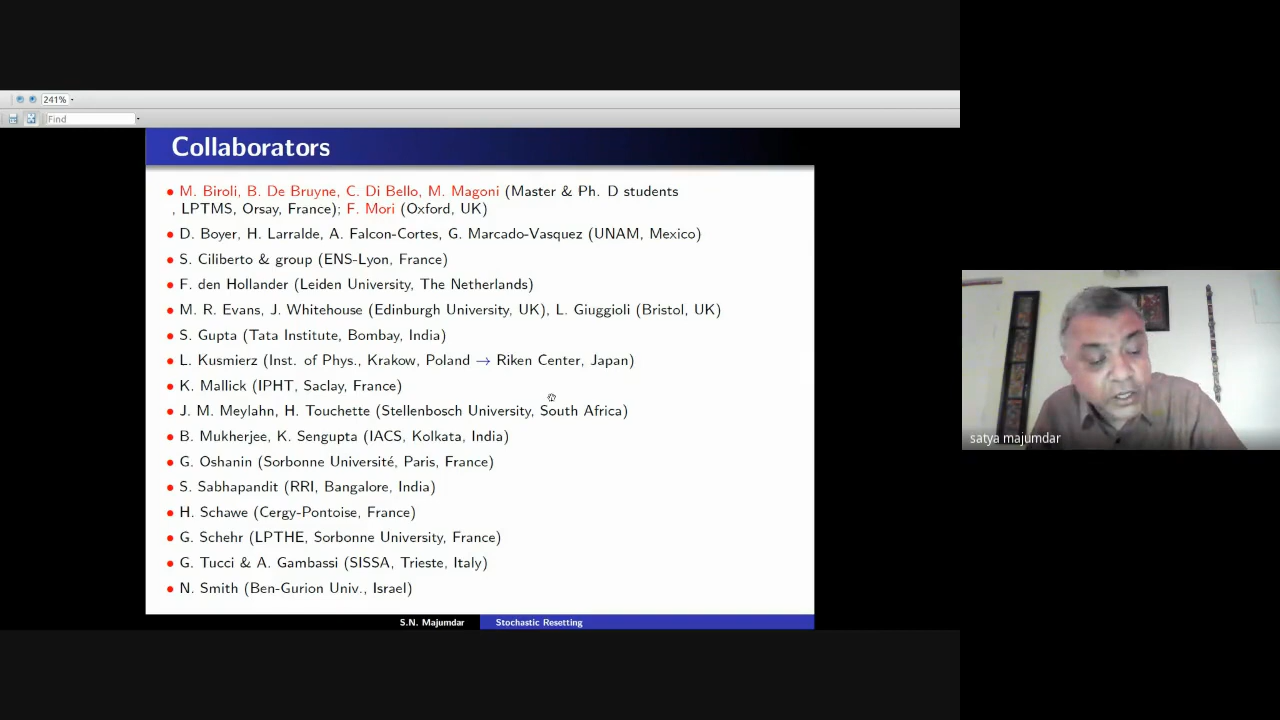 241%
Find
Collaborators
• M. Biroli, B. De Bruyne, C. Di Bello, M. Magoni (Master & Ph. D students
, LPTMS, Orsay, France); F. Mori (Oxford, UK)
• D. Boyer, H. Larralde, A. Falcon-Cortes, G. Marcado-Vasquez (UNAM, Mexico)
• S. Ciliberto & group (ENS-Lyon, France)
• F. den Hollander (Leiden University, The Netherlands)
• M. R. Evans, J. Whitehouse (Edinburgh University, UK), L. Giuggioli (Bristol, UK)
• S. Gupta (Tata Institute, Bombay, India)
• L. Kusmierz (Inst. of Phys., Krakow, Poland → Riken Center, Japan)
• K. Mallick (IPHT, Saclay, France)
• J. M. Meylahn, H. Touchette (Stellenbosch University, South Africa)
• B. Mukherjee, K. Sengupta (IACS, Kolkata, India)
• G. Oshanin (Sorbonne Université, Paris, France)
• S. Sabhapandit (RRI, Bangalore, India)
• H. Schawe (Cergy-Pontoise, France)
• G. Schehr (LPTHE, Sorbonne University, France)
• G. Tucci & A. Gambassi (SISSA, Trieste, Italy)
• N. Smith (Ben-Gurion Univ., Israel)
S.N. Majumdar Stochastic Resetting
satya majumdar